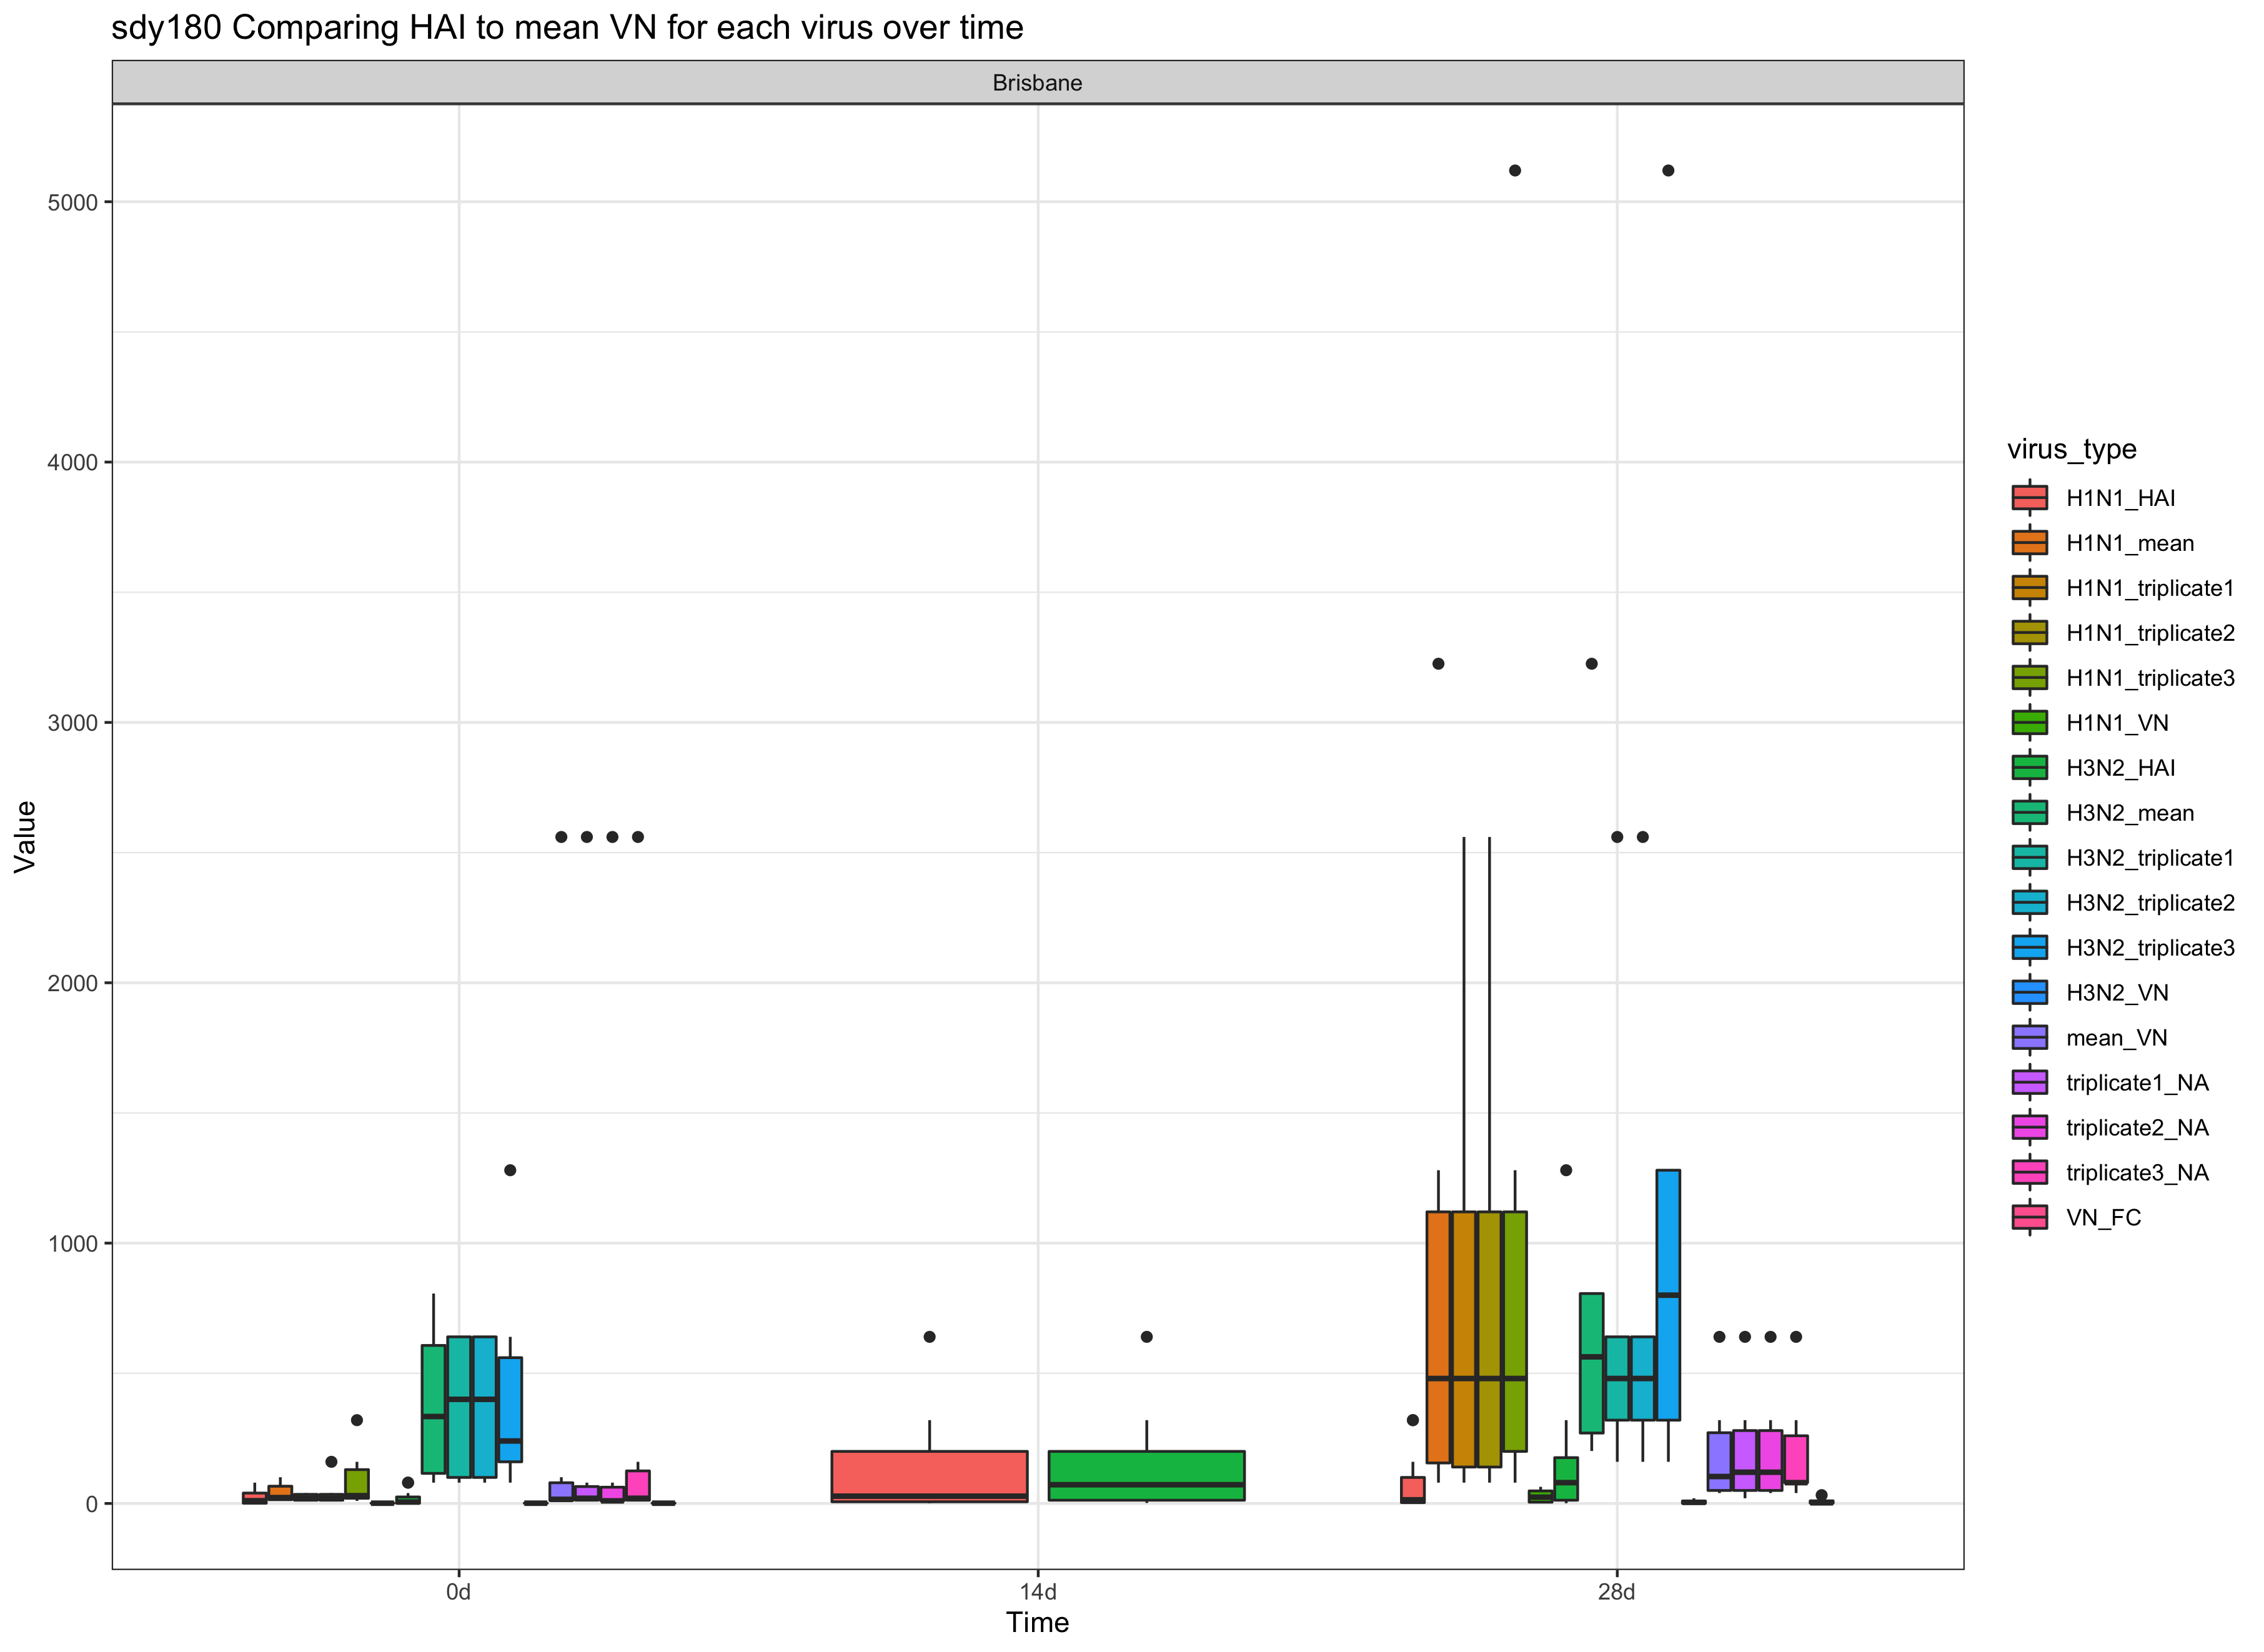 sdy180 Comparing HAI to mean VN for each virus over time
Brisbane
5000
4000
3000
2000
1000
0
Value
0d
14d
28d
Time
virus_type
H1N1_HAI
H1N1_mean
H1N1_triplicate1
H1N1_triplicate2
H1N1_triplicate3
H1N1_VN
H3N2_HAI
H3N2_mean
H3N2_triplicate1
H3N2_triplicate2
H3N2_triplicate3
H3N2_VN
mean_VN
triplicate1_NA
triplicate2_NA
triplicate3_NA
VN_FC